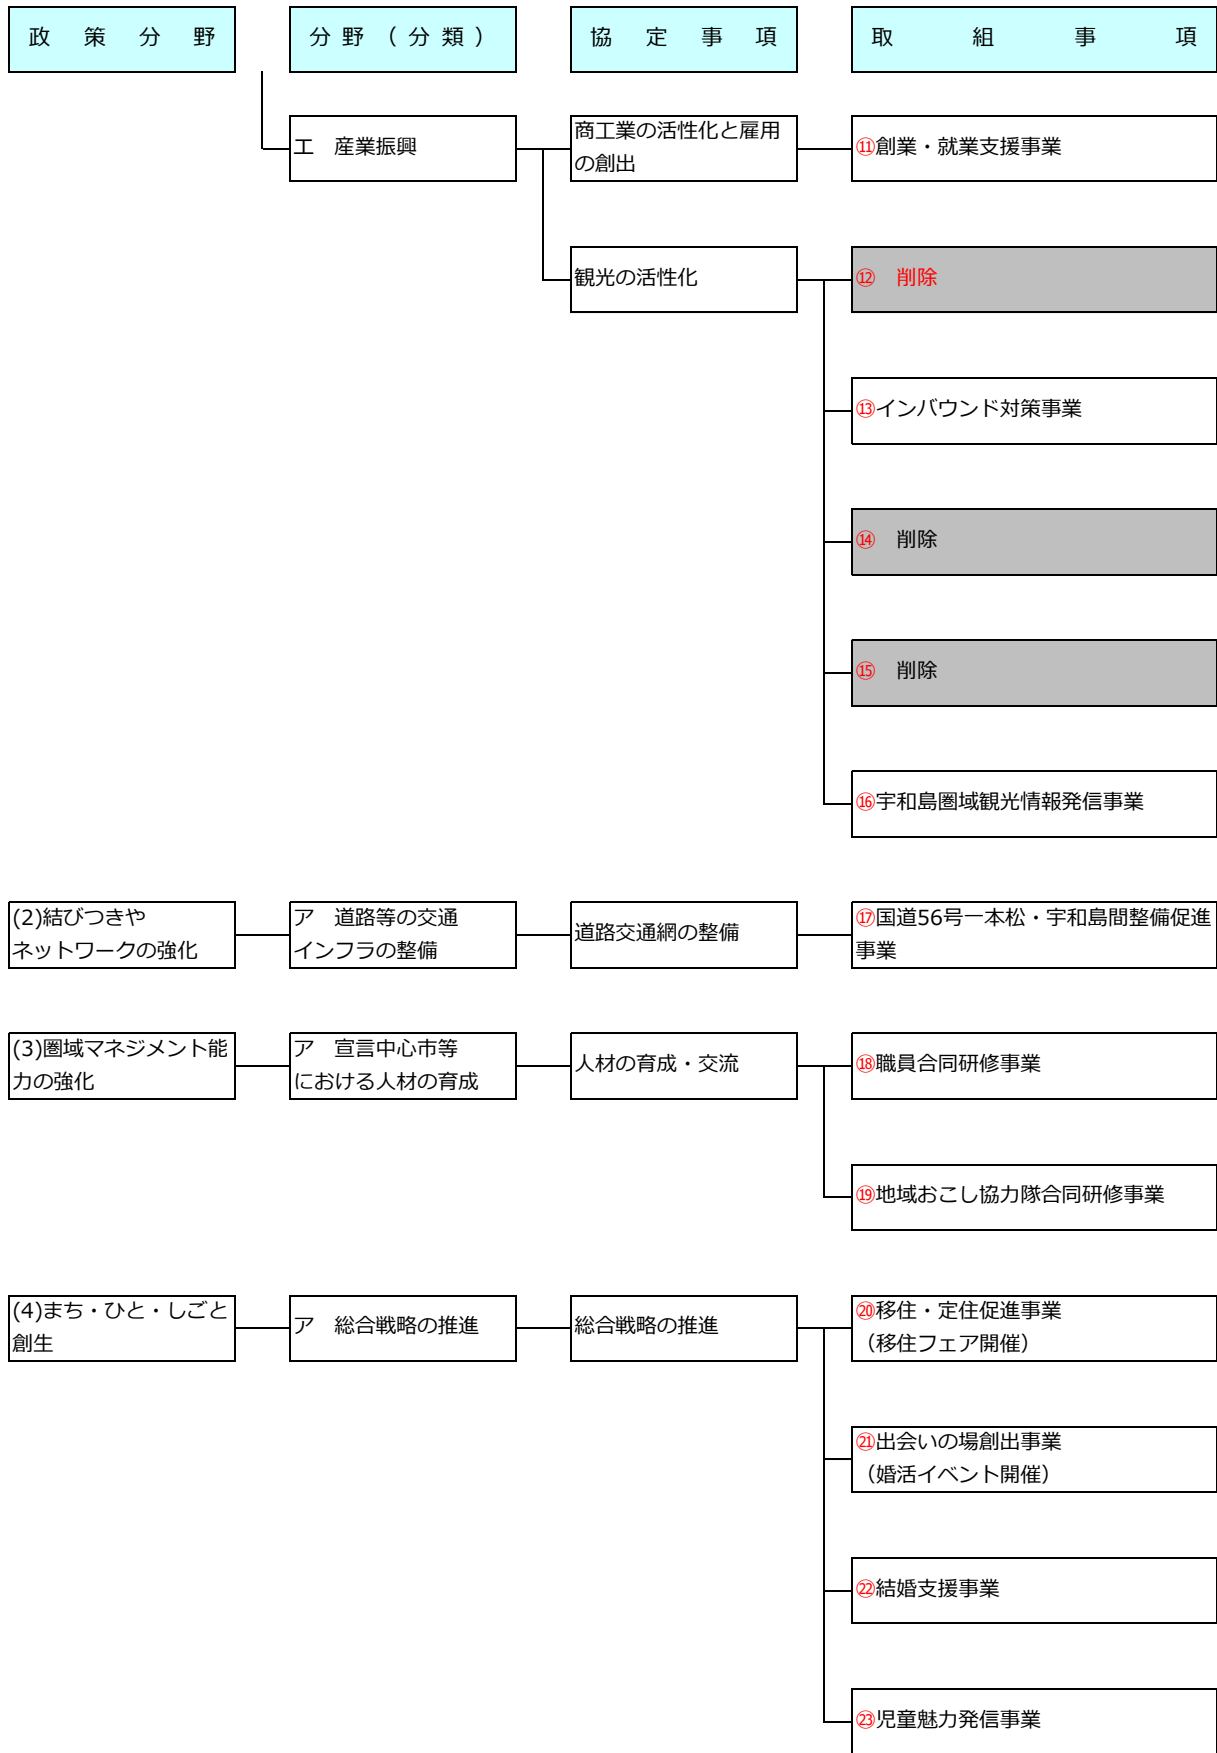 政策分野
分野（分類）
協定事項
取組事項
エ　産業振興
商工業の活性化と雇用
の創出
⑪創業・就業支援事業
観光の活性化
⑫　削除
⑬インバウンド対策事業
⑭　削除
⑮　削除
⑯宇和島圏域観光情報発信事業
(2)結びつきや
ネットワークの強化
ア　道路等の交通
インフラの整備
道路交通網の整備
⑰国道56号一本松・宇和島間整備促進
事業
(3)圏域マネジメント能
力の強化
ア　宣言中心市等
における人材の育成
人材の育成・交流
⑱職員合同研修事業
⑲地域おこし協力隊合同研修事業
(4)まち・ひと・しごと
創生
ア　総合戦略の推進
総合戦略の推進
⑳移住・定住促進事業
（移住フェア開催）
㉑出会いの場創出事業
（婚活イベント開催）
㉒結婚支援事業
㉓児童魅力発信事業